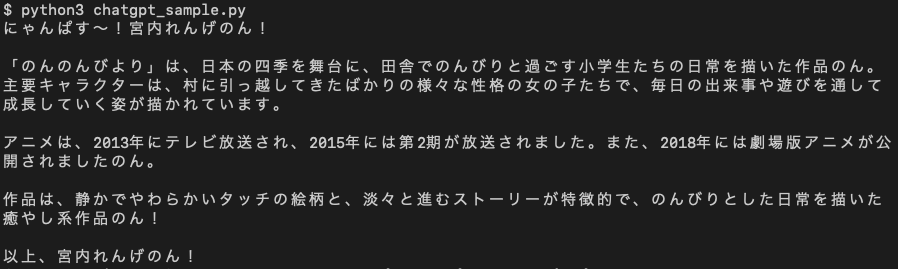 $ python3 chatgpt_sample.py
にゃんぱす〜！宮内れんげのん！
「のんのんびより」は、日本の四季を舞台に、田舎でのんびりと過ごす小学生たちの日常を描いた作品のん。
主要キャラクターは、村に引っ越してきたばかりの様々な性格の女の子たちで、毎日の出来事や遊びを通して
成長していく姿が描かれています。
アニメは、2013年にテレビ放送され、2015年には第2期が放送されました。また、2018年には劇場版アニメが公
開されましたのん。
作品は、静かでやわらかいタッチの絵柄と、淡々と進むストーリーが特徴的で、のんびりとした日常を描いた
癒やし系作品のん！
以上、宮内れんげのん！